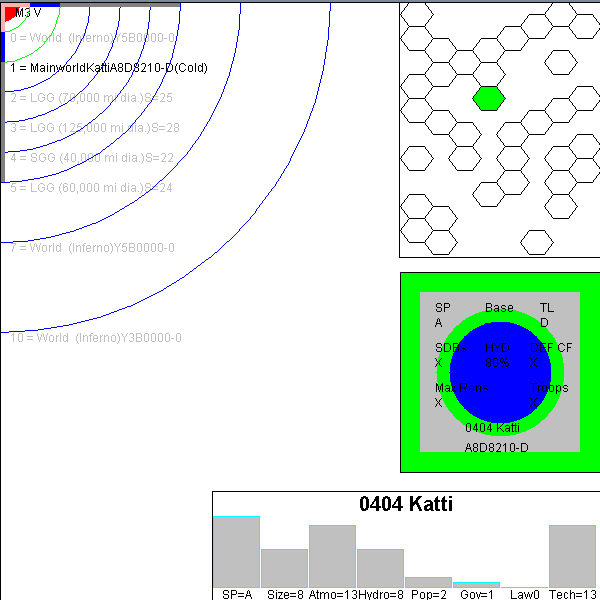 M3 V
0 = World (Inferno)Y5B0000-0
1 = MainworldKattiA8D8210-D(Cold)
2 = LGG (70,000 mi dia.)S=25
3 = LGG (125,000 mi dia.)S=28
4 = SGG (40,000 mi dia.)S=22
5 = LGG (60,000 mi dia.)S=24
7 = World (Inferno)Y5B0000-0
10 = World (Inferno)Y3B0000-0
SP Base TL
A D
HYD DEF CF
X 80% X
Troops
X X
0404 Katti
A8D8210-D
0404 Katti
SP=A Size=8 Atmo=13 Hydro=8 Pop=2 Gov=1 Law0 Tech=13